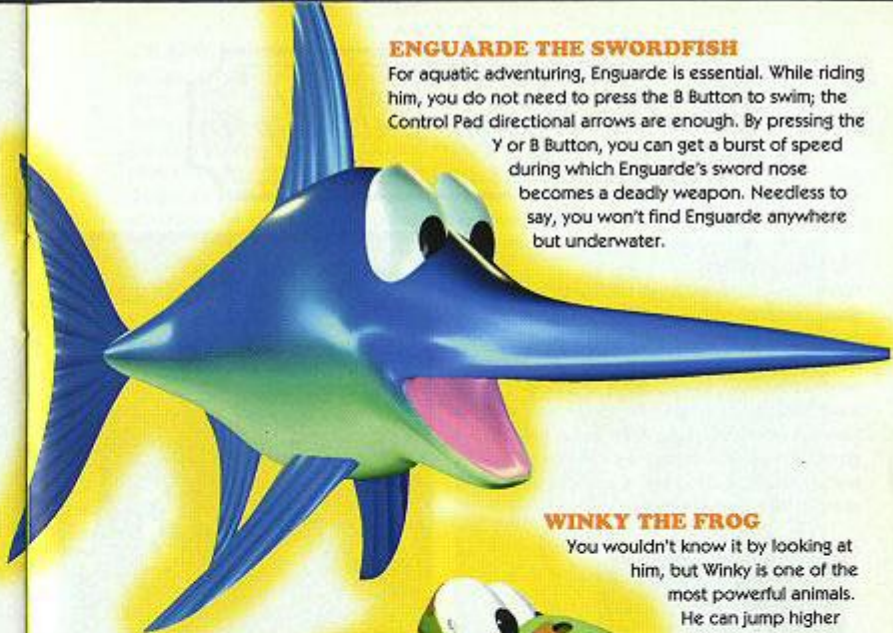 ENGUARDE THE SWORDFISH
For aquatic adventuring, Enguarde is essential. While riding
him, you do not need to press the B Button to swim; the
Control Pad directional arrows are enough. By pressing the
Y or B Button, you can get a burst of speed
during which Enguarde's sword nose
becomes a deadly weapon. Needless to
say, you won't find Enguarde anywhere
but underwater.
WINKY THE FROG
You wouldn't know it by looking at
him, but Winky is one of the
most powerful animals.
He can jump higher